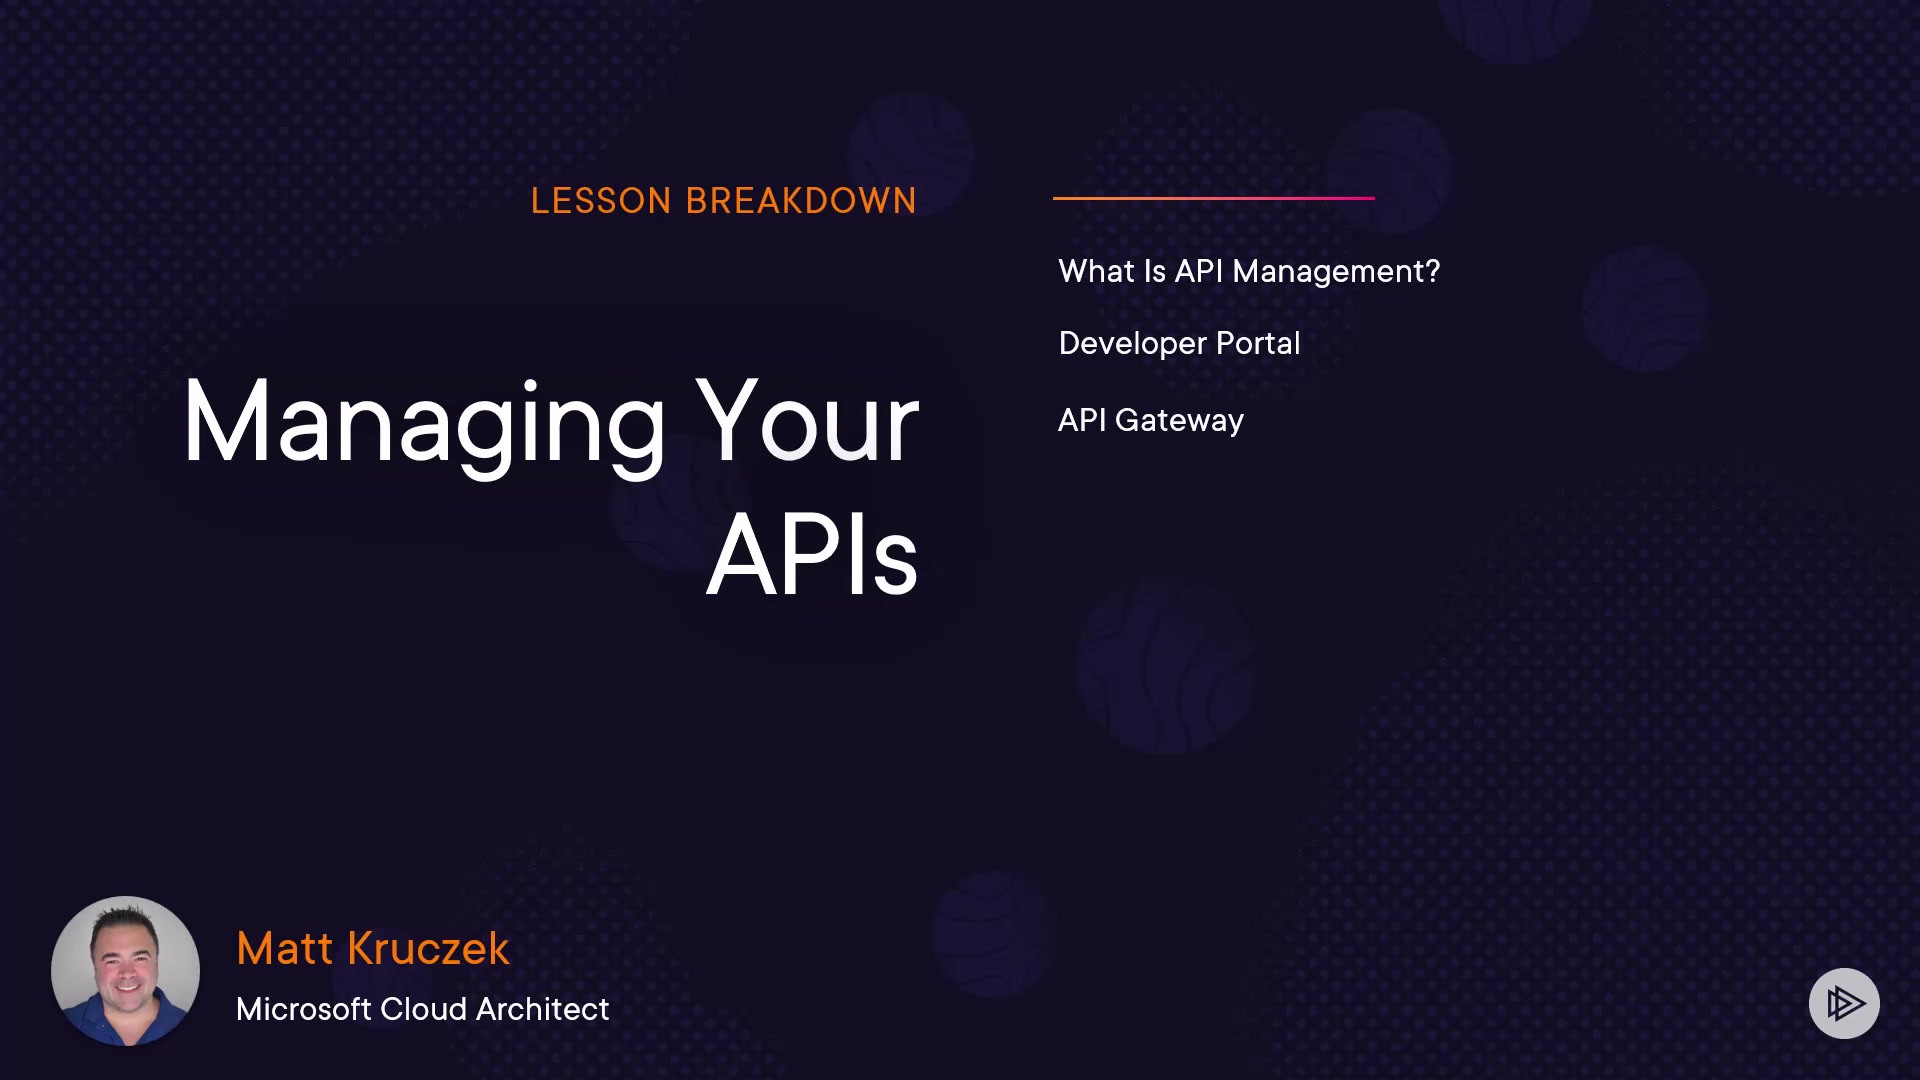 LESSON BREAKDOWN
Managing Your
APIs
What Is API Management?
Developer Portal
API Gateway
Matt Kruczek
Microsoft Cloud Architect